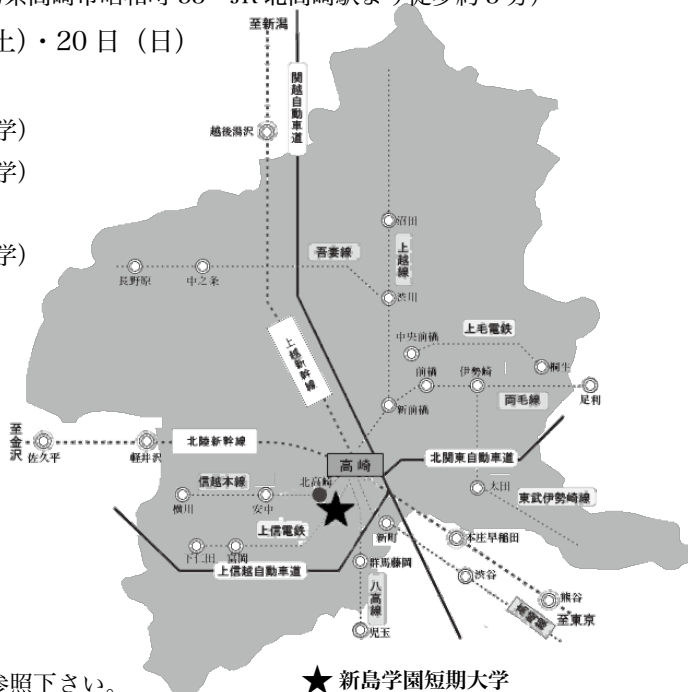 県高崎市昭和町 53　JR 北高崎駅より徒歩約 5 分）
土）・20 日（日）
学）
学）
学）
至新潟
関越自動車道
越後湯沢
沼田
上越線
吾妻線
長野原
中之条
渋川
上毛電鉄
中央前橋
上越新幹線
前橋
伊勢崎
桐生
足利
両毛線
新前橋
至金沢
佐久平
軽井沢
北陸新幹線
高崎
北関東自動車道
信越本線
北高崎
横川
安中
太田
東武伊勢崎線
上信電鉄
新町
本庄早稲田
下仁田
富岡
上信越自動車道
群馬藤岡
八高線
渋谷
熊谷
至東京
児玉
参照下さい。
★ 新島学園短期大学